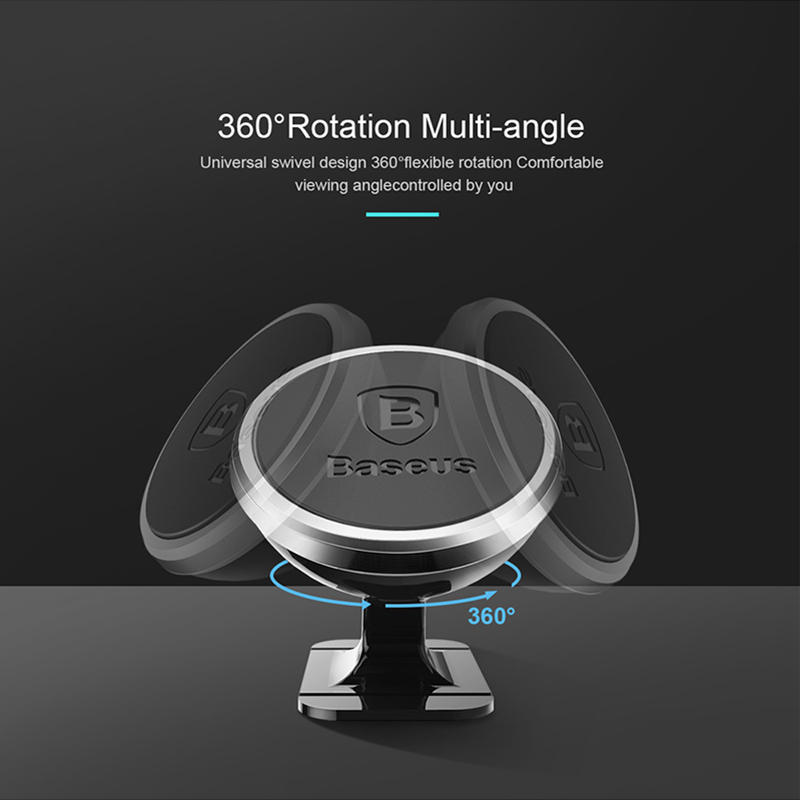 360°Rotation Multi-angle
Universal swivel design 360°flexible rotation Comfortable
viewing anglecontrolled by you
B
Baseus
360°